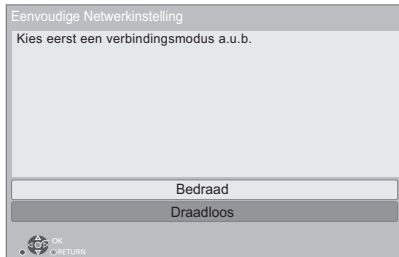 Eenvoudige Netwerkinstelling
Kies eerst een verbindingsmodus a.u.b.
Bedraad
Draadloos
OK
RETURN